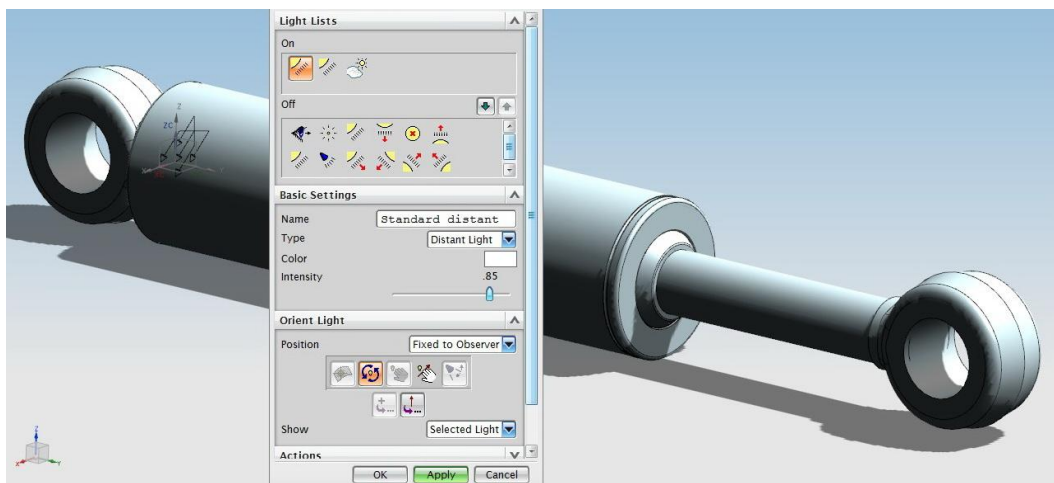 Light Lists
On
Off
Basic Settings
Name Standard distant
Type Distant Light
Color
Intensity .85
Orient Light
Position Fixed to Observer
Show Selected Light
Actions
OK Apply Cancel
Z
ZC